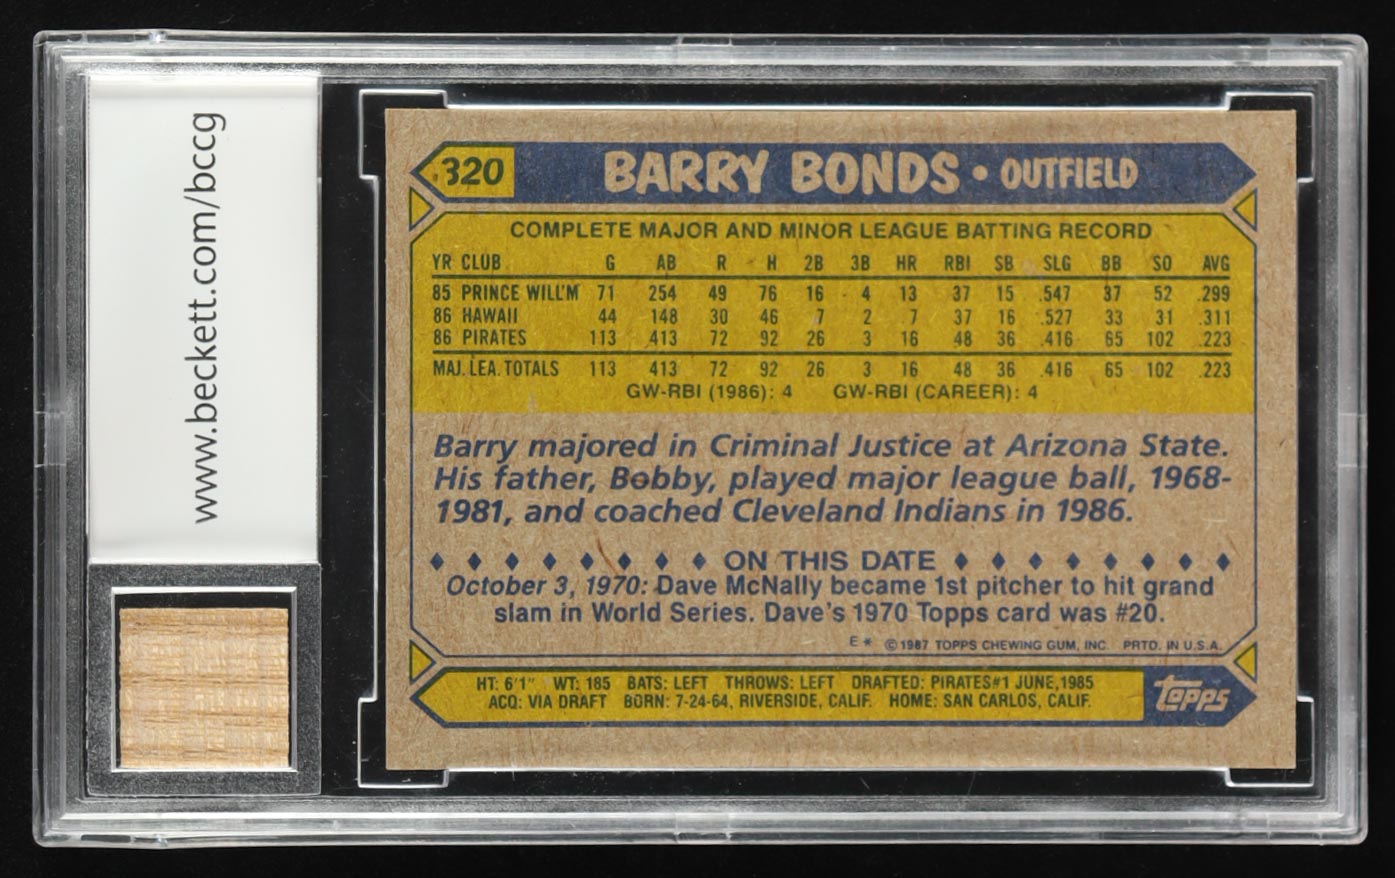 www.beckett.com/bccg
320 BARRY BONDS • OUTFIELD
COMPLETE MAJOR AND MINOR LEAGUE BATTING RECORD
YR CLUB G AB R H 2B 3B HR RBI SB SLG BB SO AVG
85 PRINCE WILL'M 71 254 49 76 16 4 13 37 15 .547 37 52 .299
86 HAWAII 44 148 30 46 7 2 7 37 16 .527 33 31 .311
86 PIRATES 113 413 72 92 26 3 16 48 36 .416 65 102 .223
MAJ. LEA. TOTALS 113 413 72 92 26 3 16 48 36 .416 65 102 .223
GW-RBI (1986): 4 GW-RBI (CAREER): 4
Barry majored in Criminal Justice at Arizona State.
His father, Bobby, played major league ball, 1968-
1981, and coached Cleveland Indians in 1986.
♦ ♦ ♦ ♦ ♦ ♦ ♦ ♦ ON THIS DATE ♦ ♦ ♦ ♦ ♦ ♦ ♦ ♦
October 3, 1970: Dave McNally became 1st pitcher to hit grand
slam in World Series. Dave's 1970 Topps card was #20.
E * © 1987 TOPPS CHEWING GUM, INC. PRTD. IN U.S.A.
HT: 6'1" WT: 185 BATS: LEFT THROWS: LEFT DRAFTED: PIRATES#1 JUNE,1985
ACQ: VIA DRAFT BORN: 7-24-64, RIVERSIDE, CALIF. HOME: SAN CARLOS, CALIF.
topps